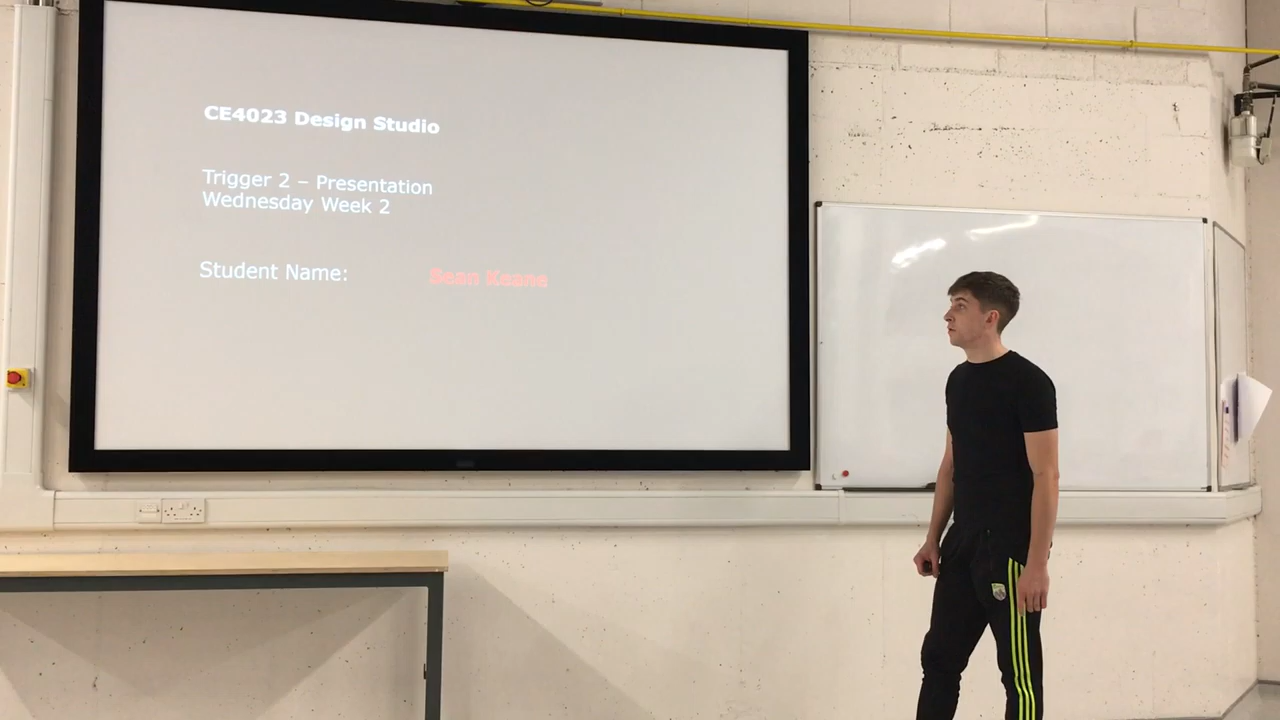 CE4023 Design Studio
Trigger 2 – Presentation
Wednesday Week 2
Student Name: Sean Keane